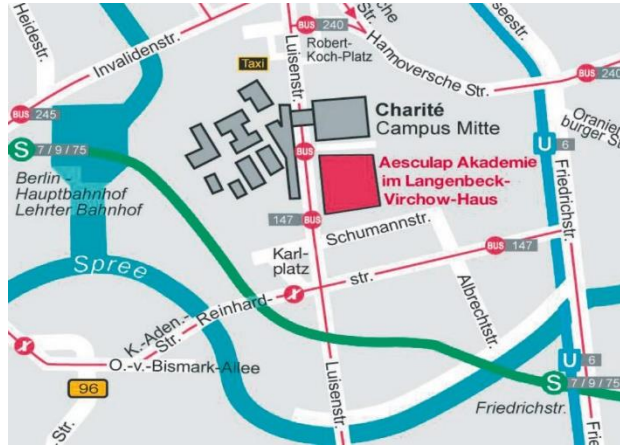 Heidestr.
Invalidenstr.
Luisenstr.
BUS 240
Str.
Robert-
Koch-Platz
Hannoversche Str.
BUS 240
Taxi
BUS 245
S 7 / 9 / 75
Berlin -
Hauptbahnhof
Lehrter Bahnhof
Charité
Campus Mitte
BUS
Aesculap Akademie
im Langenbeck-
Virchow-Haus
U 6
Friedrichstr.
147 BUS
Schumannstr.
BUS 147
Karl-
platz
Spree
K.-Aden.-
Str.
Reinhard-
str.
Albrechtstr.
O.-v.-Bismark-Allee
96
Luisenstr.
U 6
S 7 / 9 / 75
Friedrichstr.
Str.